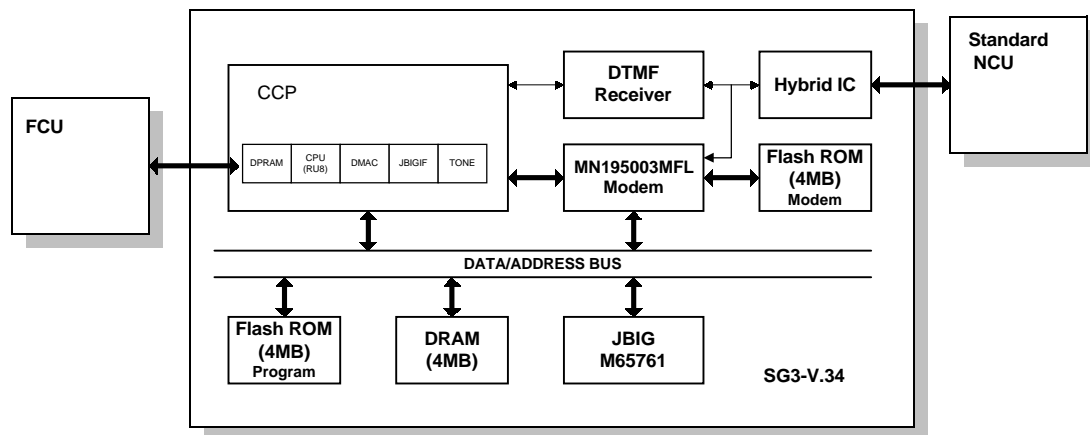 FCU
CCP
DPRAM
CPU
(RU8)
DMAC
JBIGIF
TONE
DTMF
Receiver
Hybrid IC
Standard
NCU
MN195003MFL
Modem
Flash ROM
(4MB)
Modem
DATA/ADDRESS BUS
Flash ROM
(4MB)
Program
DRAM
(4MB)
JBIG
M65761
SG3-V.34